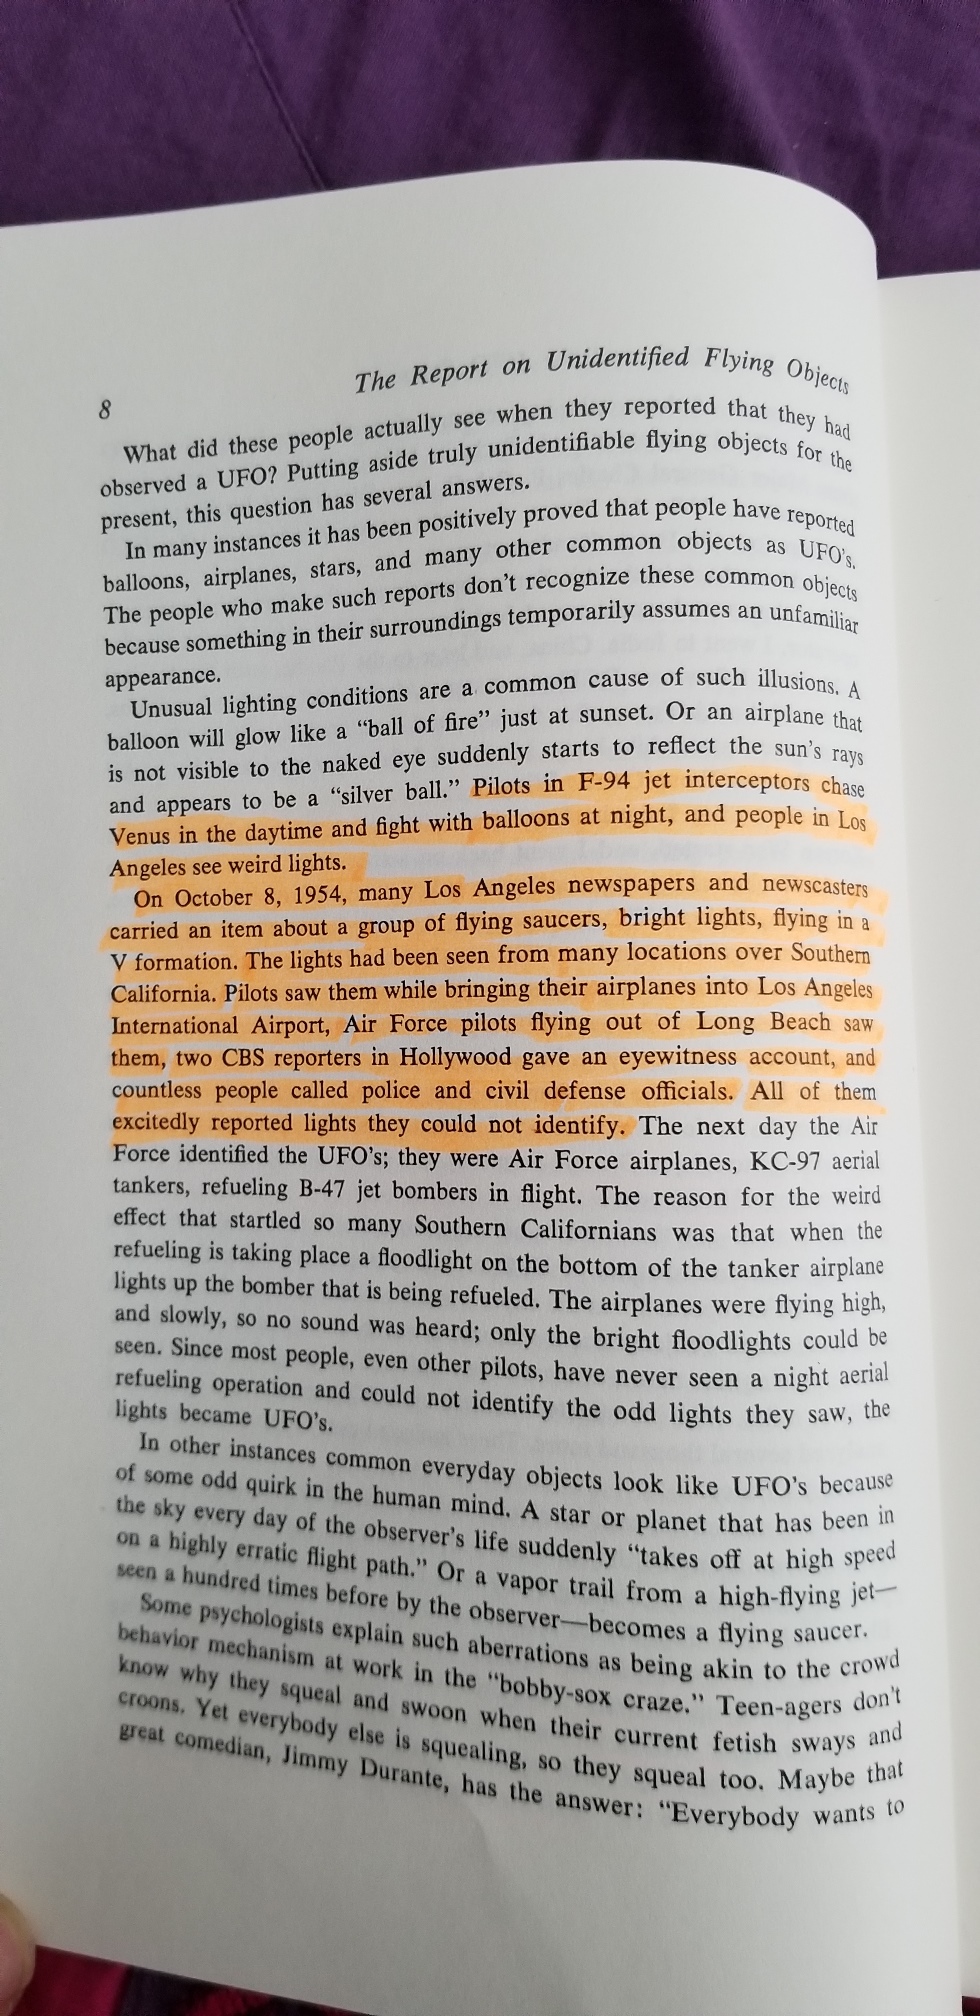 8
The Report on Unidentified Flying Objects
What did these people actually see when they reported that they had
observed a UFO? Putting aside truly unidentifiable flying objects for the
present, this question has several answers.
In many instances it has been positively proved that people have reported
balloons, airplanes, stars, and many other common objects as UFO's.
The people who make such reports don't recognize these common objects
because something in their surroundings temporarily assumes an unfamiliar
appearance.
Unusual lighting conditions are a common cause of such illusions. A
balloon will glow like a “ball of fire” just at sunset. Or an airplane that
is not visible to the naked eye suddenly starts to reflect the sun's rays
and appears to be a “silver ball.” Pilots in F-94 jet interceptors chase
Venus in the daytime and fight with balloons at night, and people in Los
Angeles see weird lights.
On October 8, 1954, many Los Angeles newspapers and newscasters
carried an item about a group of flying saucers, bright lights, flying in a
V formation. The lights had been seen from many locations over Southern
California. Pilots saw them while bringing their airplanes into Los Angeles
International Airport, Air Force pilots flying out of Long Beach saw
them, two CBS reporters in Hollywood gave an eyewitness account, and
countless people called police and civil defense officials. All of them
excitedly reported lights they could not identify. The next day the Air
Force identified the UFO's; they were Air Force airplanes, KC-97 aerial
tankers, refueling B-47 jet bombers in flight. The reason for the weird
effect that startled so many Southern Californians was that when the
refueling is taking place a floodlight on the bottom of the tanker airplane
lights up the bomber that is being refueled. The airplanes were flying high,
and slowly, so no sound was heard; only the bright floodlights could be
seen. Since most people, even other pilots, have never seen a night aerial
refueling operation and could not identify the odd lights they saw, the
lights became UFO's.
In other instances common everyday objects look like UFO's because
of some odd quirk in the human mind. A star or planet that has been in
the sky every day of the observer's life suddenly “takes off at high speed
on a highly erratic flight path.” Or a vapor trail from a high-flying jet—
seen a hundred times before by the observer—becomes a flying saucer.
Some psychologists explain such aberrations as being akin to the crowd
behavior mechanism at work in the “bobby-sox craze.” Teen-agers don't
know why they squeal and swoon when their current fetish sways and
croons. Yet everybody else is squealing, so they squeal too. Maybe that
great comedian, Jimmy Durante, has the answer: “Everybody wants to